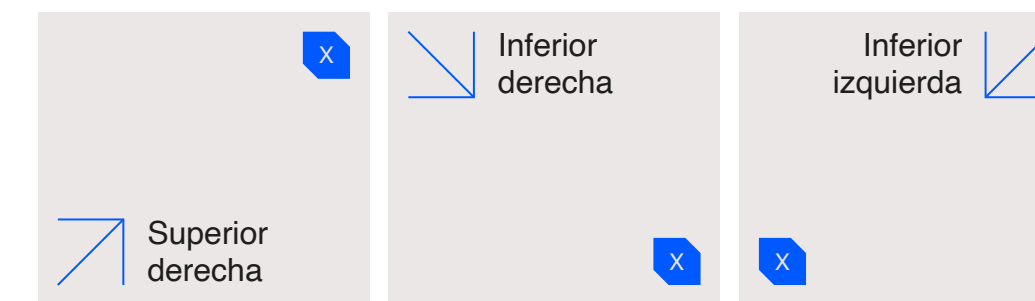 X
Superior
derecha
Inferior
derecha
X
Inferior
izquierda
X